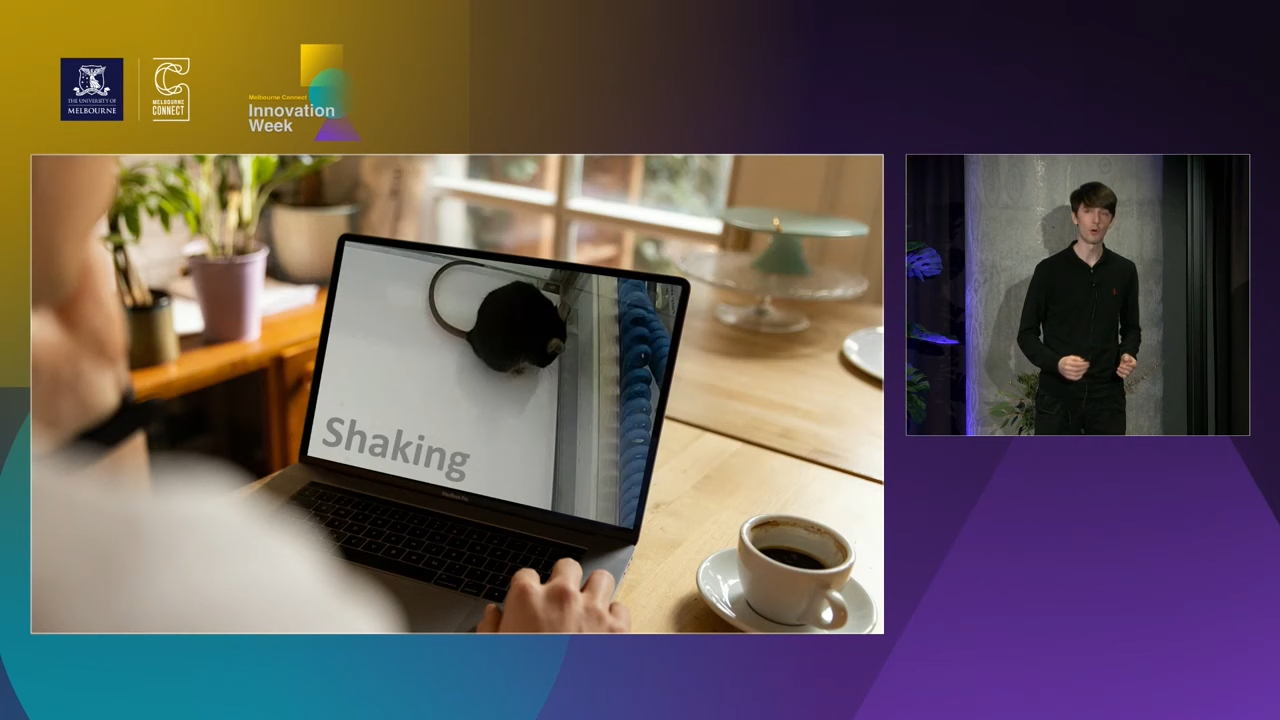 THE UNIVERSITY OF
MELBOURNE
MELBOURNE
CONNECT
Melbourne Connect
Innovation
Week
Shaking